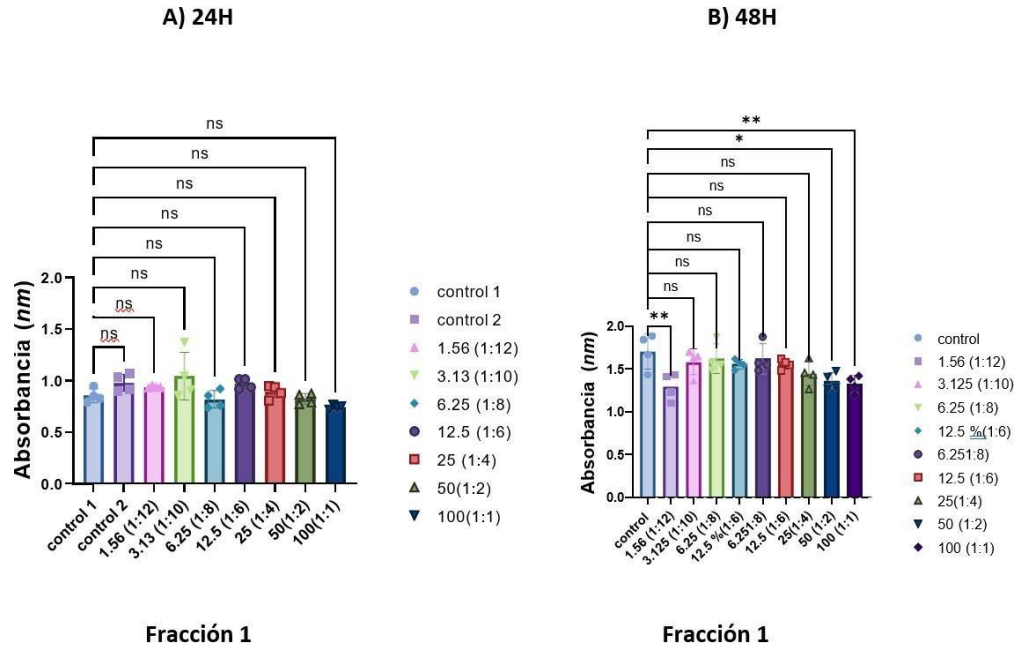 A) 24H
B) 48H
ns
ns
ns
ns
ns
ns
ns
ns
2.0
1.5
1.0
0.5
0.0
Absorbancia (nm)
control 1
control 2
1.56 (1:12)
3.13 (1:10)
6.25 (1:8)
12.5 (1:6)
25 (1:4)
50(1:2)
100(1:1)
control 1
control 2
1.56 (1:12)
3.13 (1:10)
6.25 (1:8)
12.5 (1:6)
25 (1:4)
50(1:2)
100(1:1)
Fracción 1
**
*
ns
ns
ns
ns
ns
ns
**
2.0
1.5
1.0
0.5
0.0
Absorbancia (nm)
control
1.56 (1:12)
3.125 (1:10)
6.25 (1:8)
12.5 %(1:6)
6.251:8)
12.5 (1:6)
25(1:4)
50 (1:2)
100 (1:1)
control
1.56 (1:12)
3.125 (1:10)
6.25 (1:8)
12.5 %(1:6)
6.251:8)
12.5 (1:6)
25(1:4)
50 (1:2)
100 (1:1)
Fracción 1